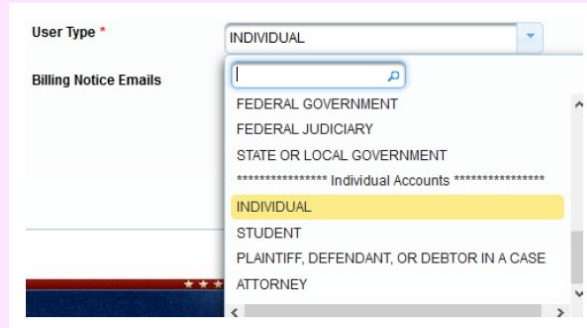 User Type *
INDIVIDUAL
Billing Notice Emails
FEDERAL GOVERNMENT
FEDERAL JUDICIARY
STATE OR LOCAL GOVERNMENT
**************** Individual Accounts ****************
INDIVIDUAL
STUDENT
PLAINTIFF, DEFENDANT, OR DEBTOR IN A CASE
ATTORNEY